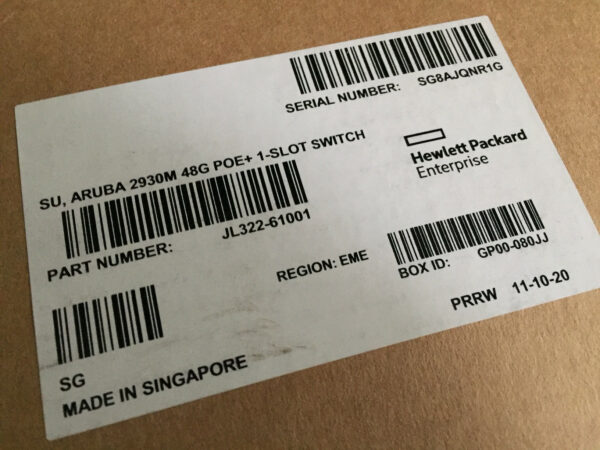 SERIAL NUMBER: SG8AJQNR1G
SU, ARUBA 2930M 48G POE+ 1-SLOT SWITCH
Hewlett Packard
Enterprise
PART NUMBER: JL322-61001
REGION: EME
BOX ID: GP00-080JJ
PRRW 11-10-20
SG
MADE IN SINGAPORE